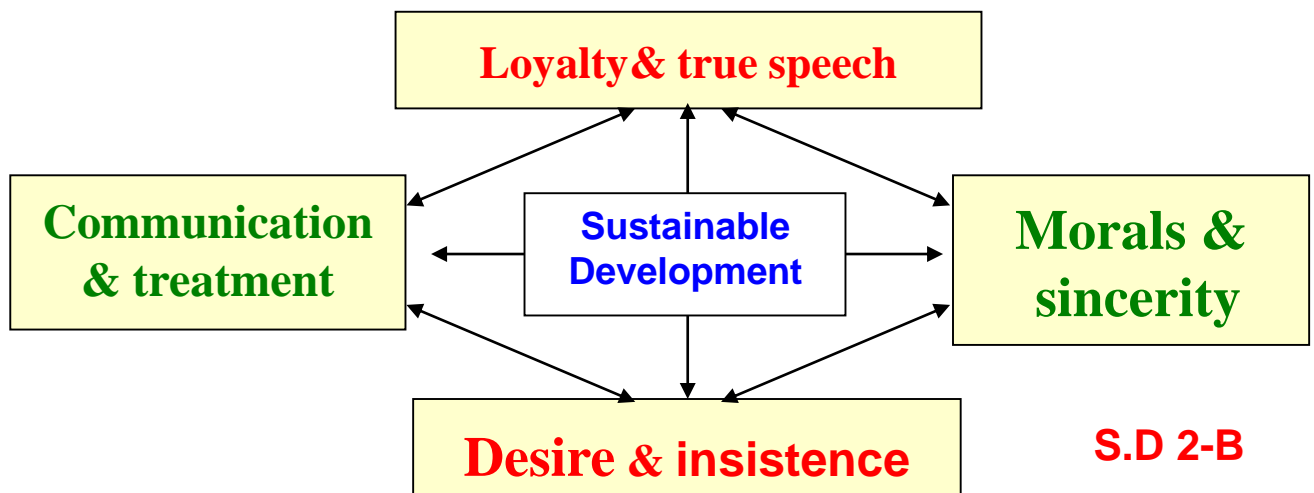 Loyalty& true speech
Communication
& treatment
Sustainable
Development
Morals &
sincerity
Desire & insistence
S.D 2-B